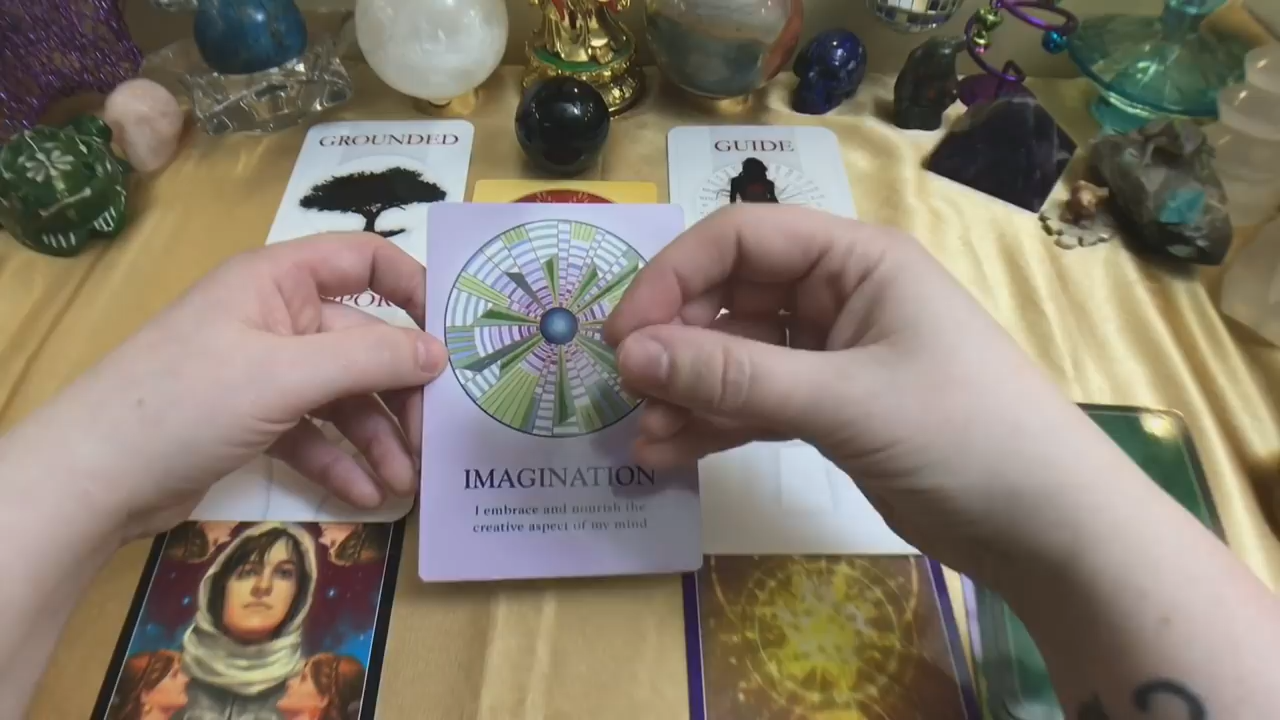 GROUNDED
GUIDE
IMAGINATION
I embrace and nourish the
creative aspect of my mind